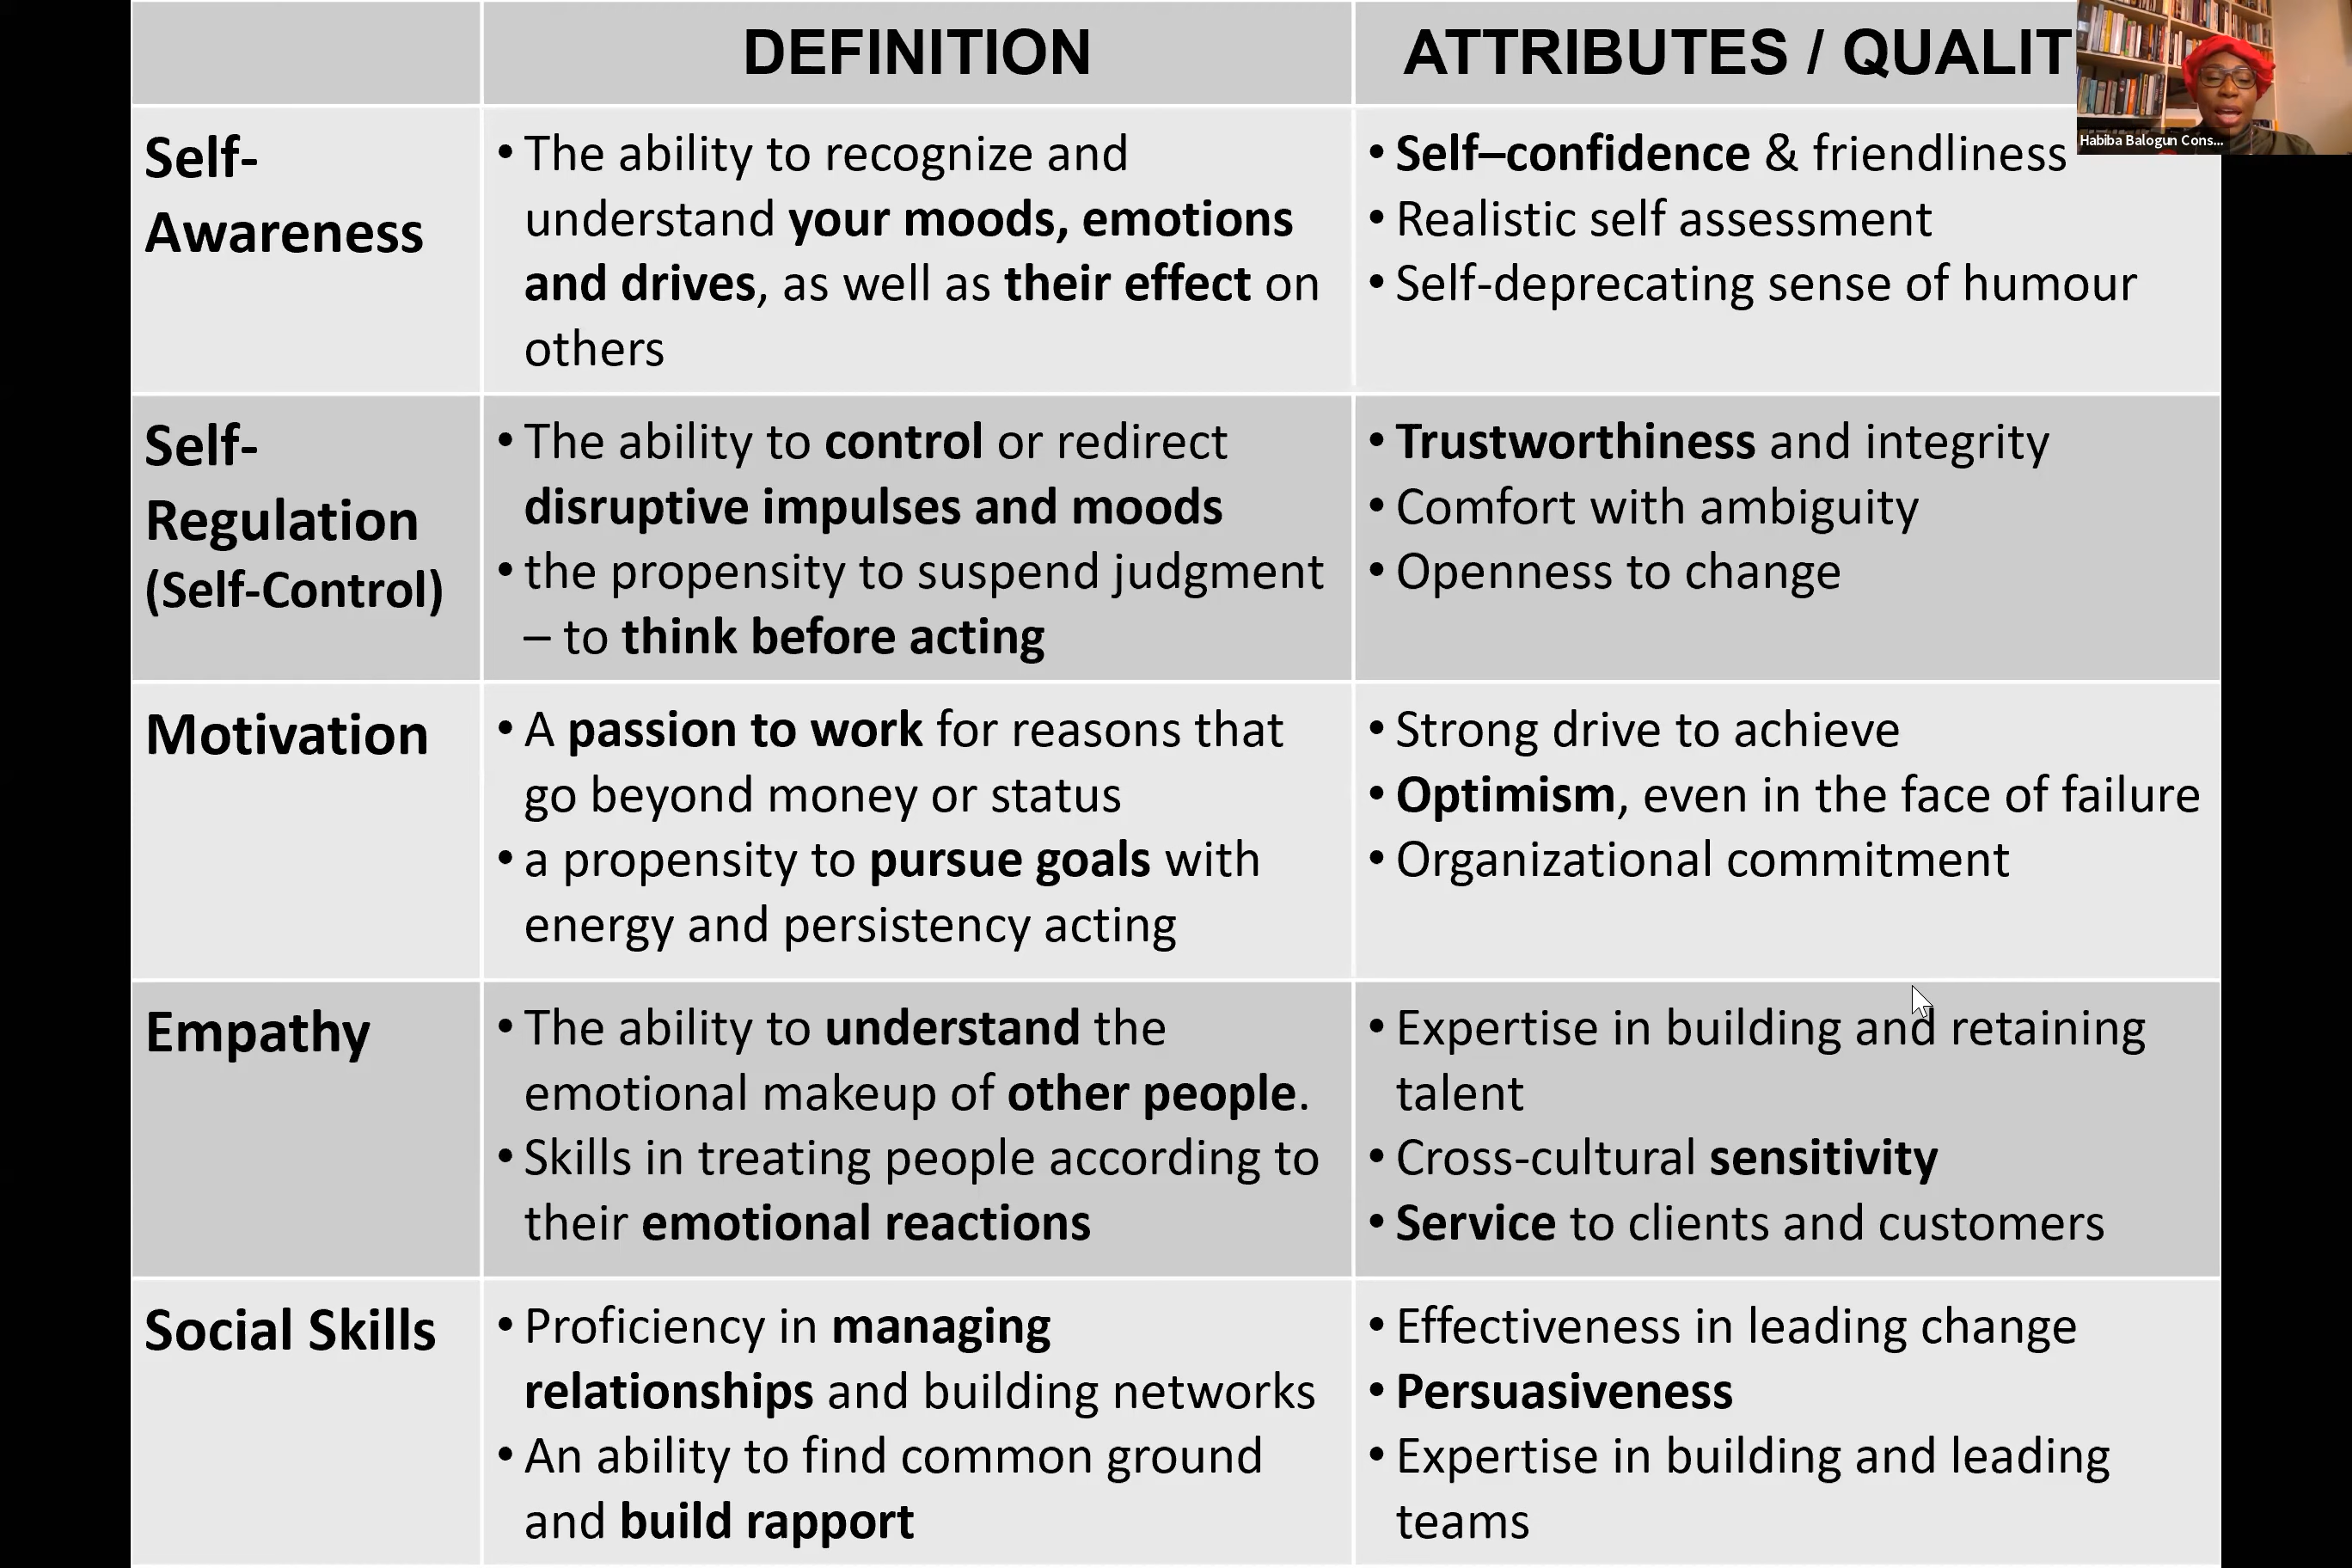 DEFINITION
ATTRIBUTES / QUALIT
Habiba Balogun Cons...
Self-
Awareness
• The ability to recognize and
understand your moods, emotions
and drives, as well as their effect on
others
• Self–confidence & friendliness
• Realistic self assessment
• Self-deprecating sense of humour
Self-
Regulation
(Self-Control)
• The ability to control or redirect
disruptive impulses and moods
• the propensity to suspend judgment
– to think before acting
• Trustworthiness and integrity
• Comfort with ambiguity
• Openness to change
Motivation
• A passion to work for reasons that
go beyond money or status
• a propensity to pursue goals with
energy and persistency acting
• Strong drive to achieve
• Optimism, even in the face of failure
• Organizational commitment
Empathy
• The ability to understand the
emotional makeup of other people.
• Skills in treating people according to
their emotional reactions
• Expertise in building and retaining
talent
• Cross-cultural sensitivity
• Service to clients and customers
Social Skills
• Proficiency in managing
relationships and building networks
• An ability to find common ground
and build rapport
• Effectiveness in leading change
• Persuasiveness
• Expertise in building and leading
teams